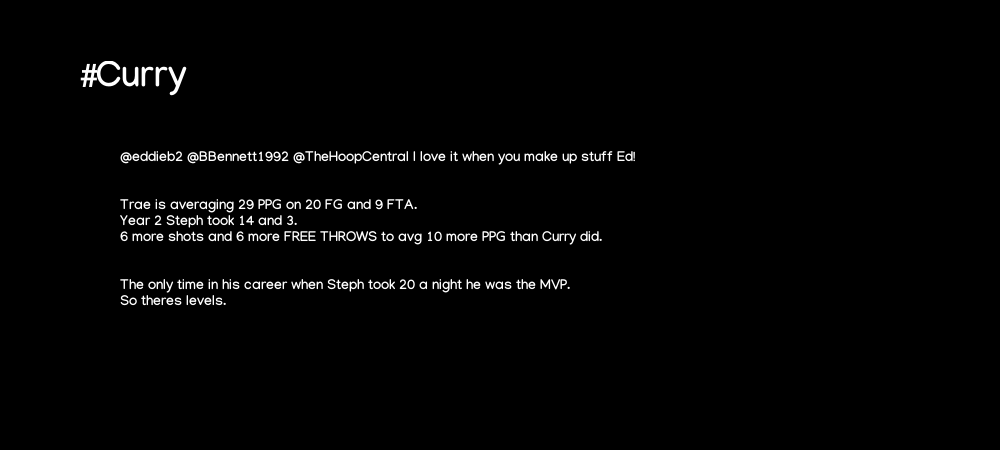 #Curry
@eddieb2 @BBennett1992 @TheHoopCentral I love it when you make up stuff Ed!
Trae is averaging 29 PPG on 20 FG and 9 FTA.
Year 2 Steph took 14 and 3.
6 more shots and 6 more FREE THROWS to avg 10 more PPG than Curry did.
The only time in his career when Steph took 20 a night he was the MVP.
So theres levels.